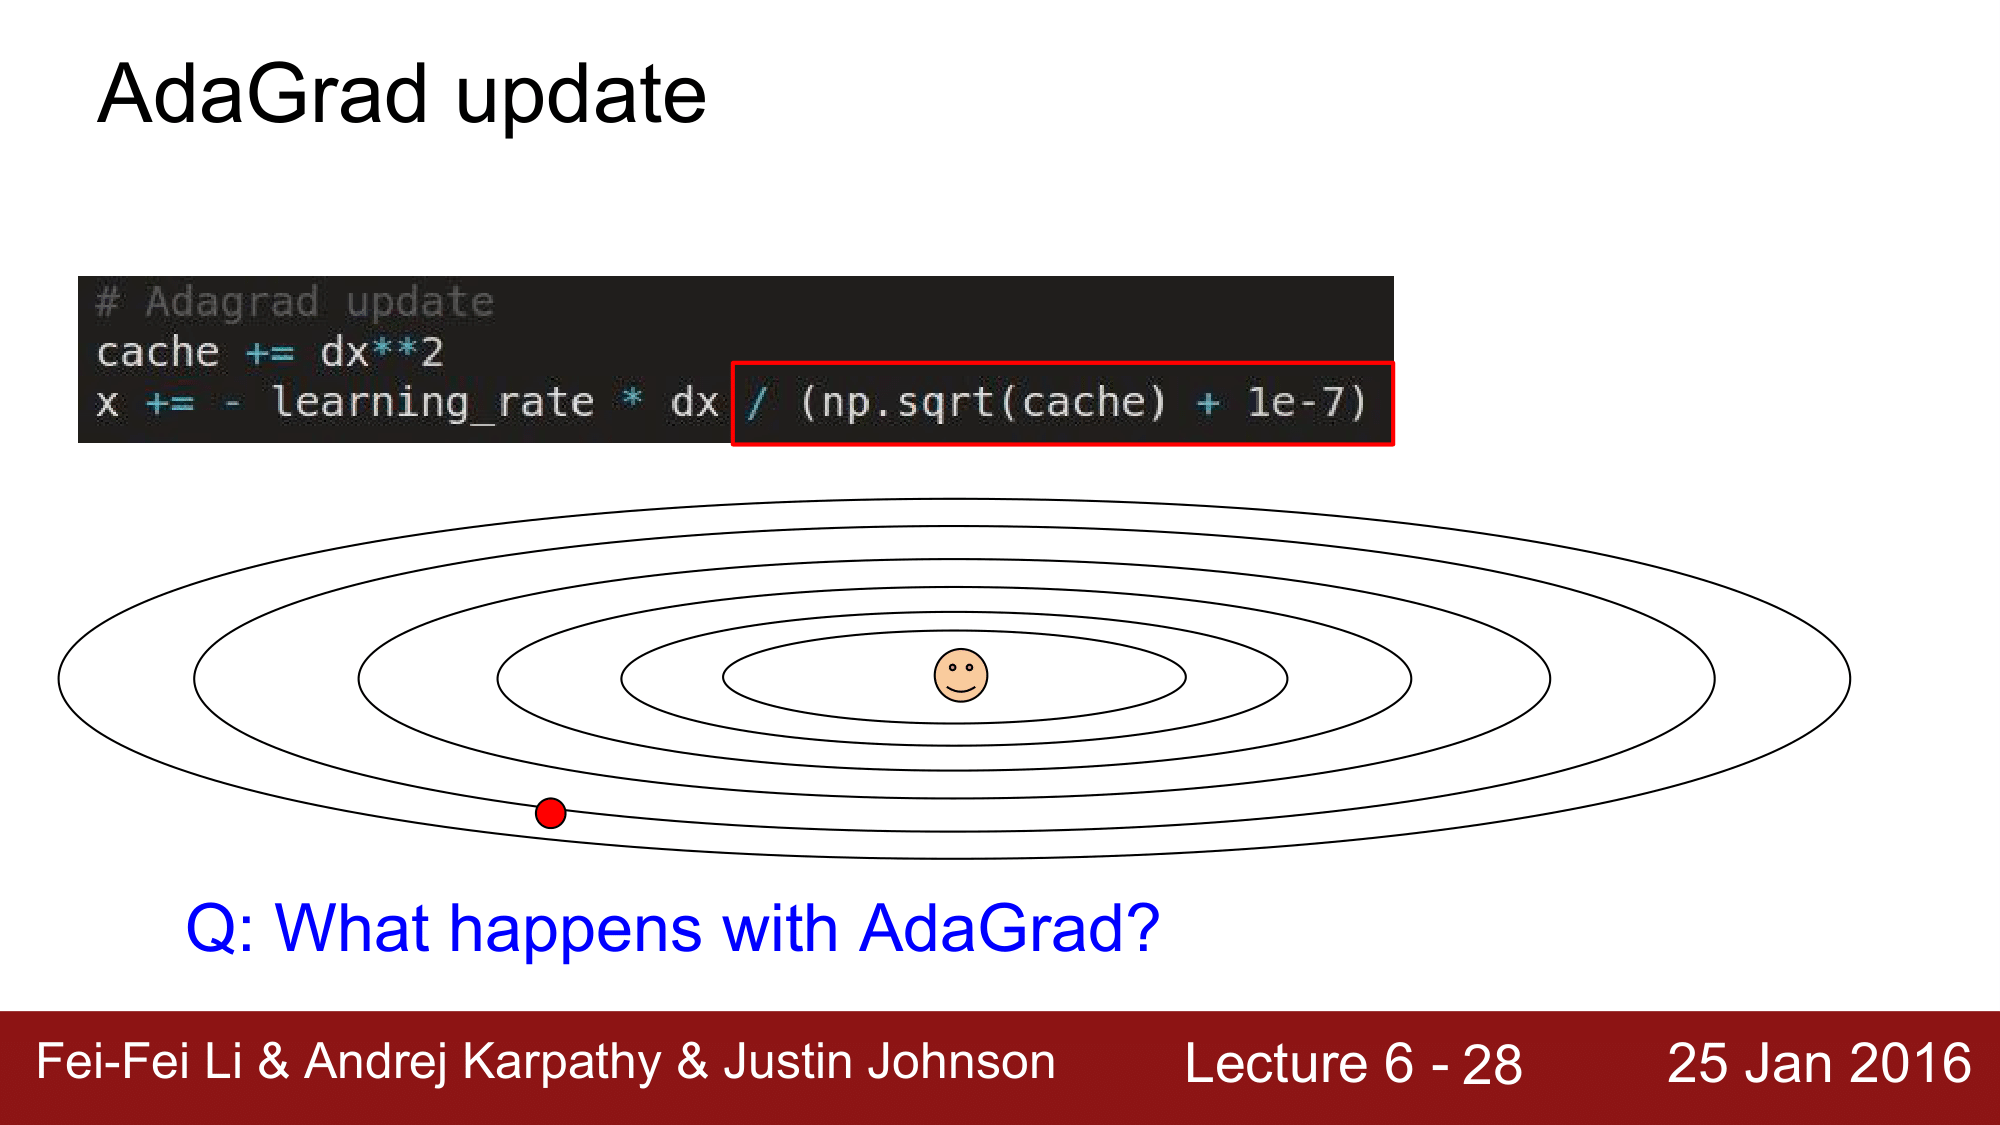 AdaGrad update
# Adagrad update
cache += dx**2
x += - learning_rate * dx / (np.sqrt(cache) + 1e-7)
Q: What happens with AdaGrad?
Fei-Fei Li & Andrej Karpathy & Justin Johnson Lecture 6 - 28 25 Jan 2016